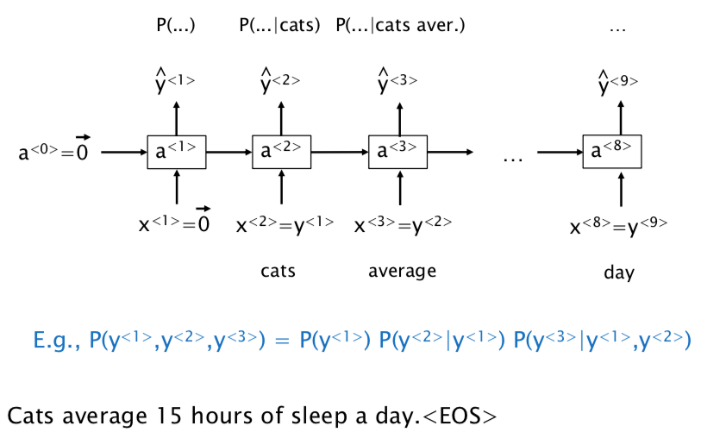 P(...) P(...|cats) P(...|cats aver.) ...
ŷ<1> ŷ<2> ŷ<3> ŷ<9>
a<0>=0⃗ a<1> a<2> a<3> ... a<8>
x<1>=0⃗ x<2>=y<1> x<3>=y<2> x<8>=y<9>
cats average day
E.g., P(y<1>,y<2>,y<3>) = P(y<1>) P(y<2>|y<1>) P(y<3>|y<1>,y<2>)
Cats average 15 hours of sleep a day.<EOS>